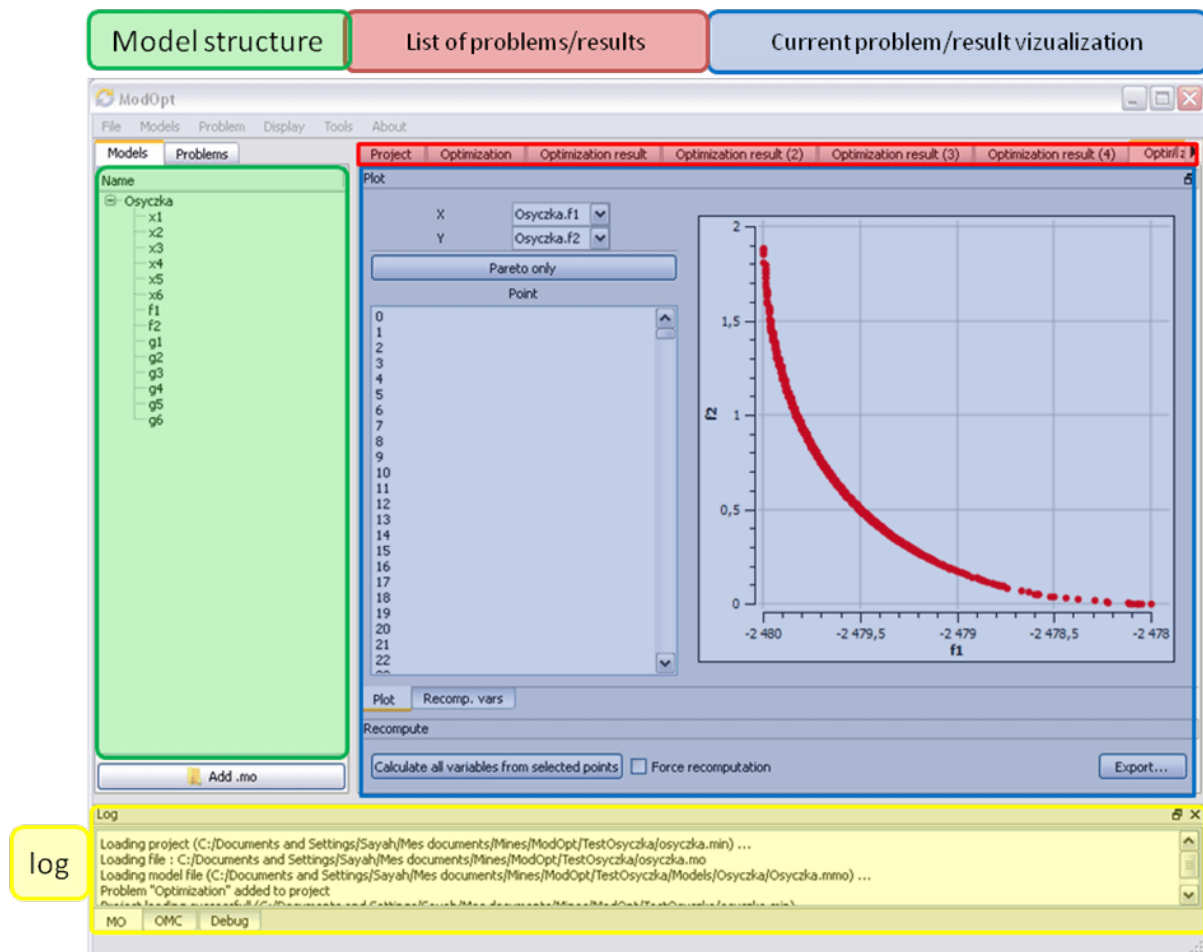 Model structure
List of problems/results
Current problem/result vizualization
ModOpt
File Models Problem Display Tools About
Models Problems
Project Optimization Optimization result Optimization result (2) Optimization result (3) Optimization result (4)
Name
Osyczka
x1
x2
x3
x4
x5
x6
f1
f2
g1
g2
g3
g4
g5
g6
Add .mo
Plot
X Osyczka.f1
Y Osyczka.f2
Pareto only
Point
0
1
2
3
4
5
6
7
8
9
10
11
12
13
14
15
16
17
18
19
20
21
22
2
1,5
1
0,5
0
f2
-2 480 -2 479,5 -2 479 -2 478,5 -2 478
f1
Plot Recomp. vars
Recompute
Calculate all variables from selected points Force recomputation Export...
log
Log
Loading project (C:/Documents and Settings/Sayah/Mes documents/Mines/ModOpt/TestOsyczka/osyczka.min) ...
Loading file : C:/Documents and Settings/Sayah/Mes documents/Mines/ModOpt/TestOsyczka/osyczka.mo
Loading model file (C:/Documents and Settings/Sayah/Mes documents/Mines/ModOpt/TestOsyczka/Models/Osyczka/Osyczka.mmo) ...
Problem "Optimization" added to project
MO OMC Debug